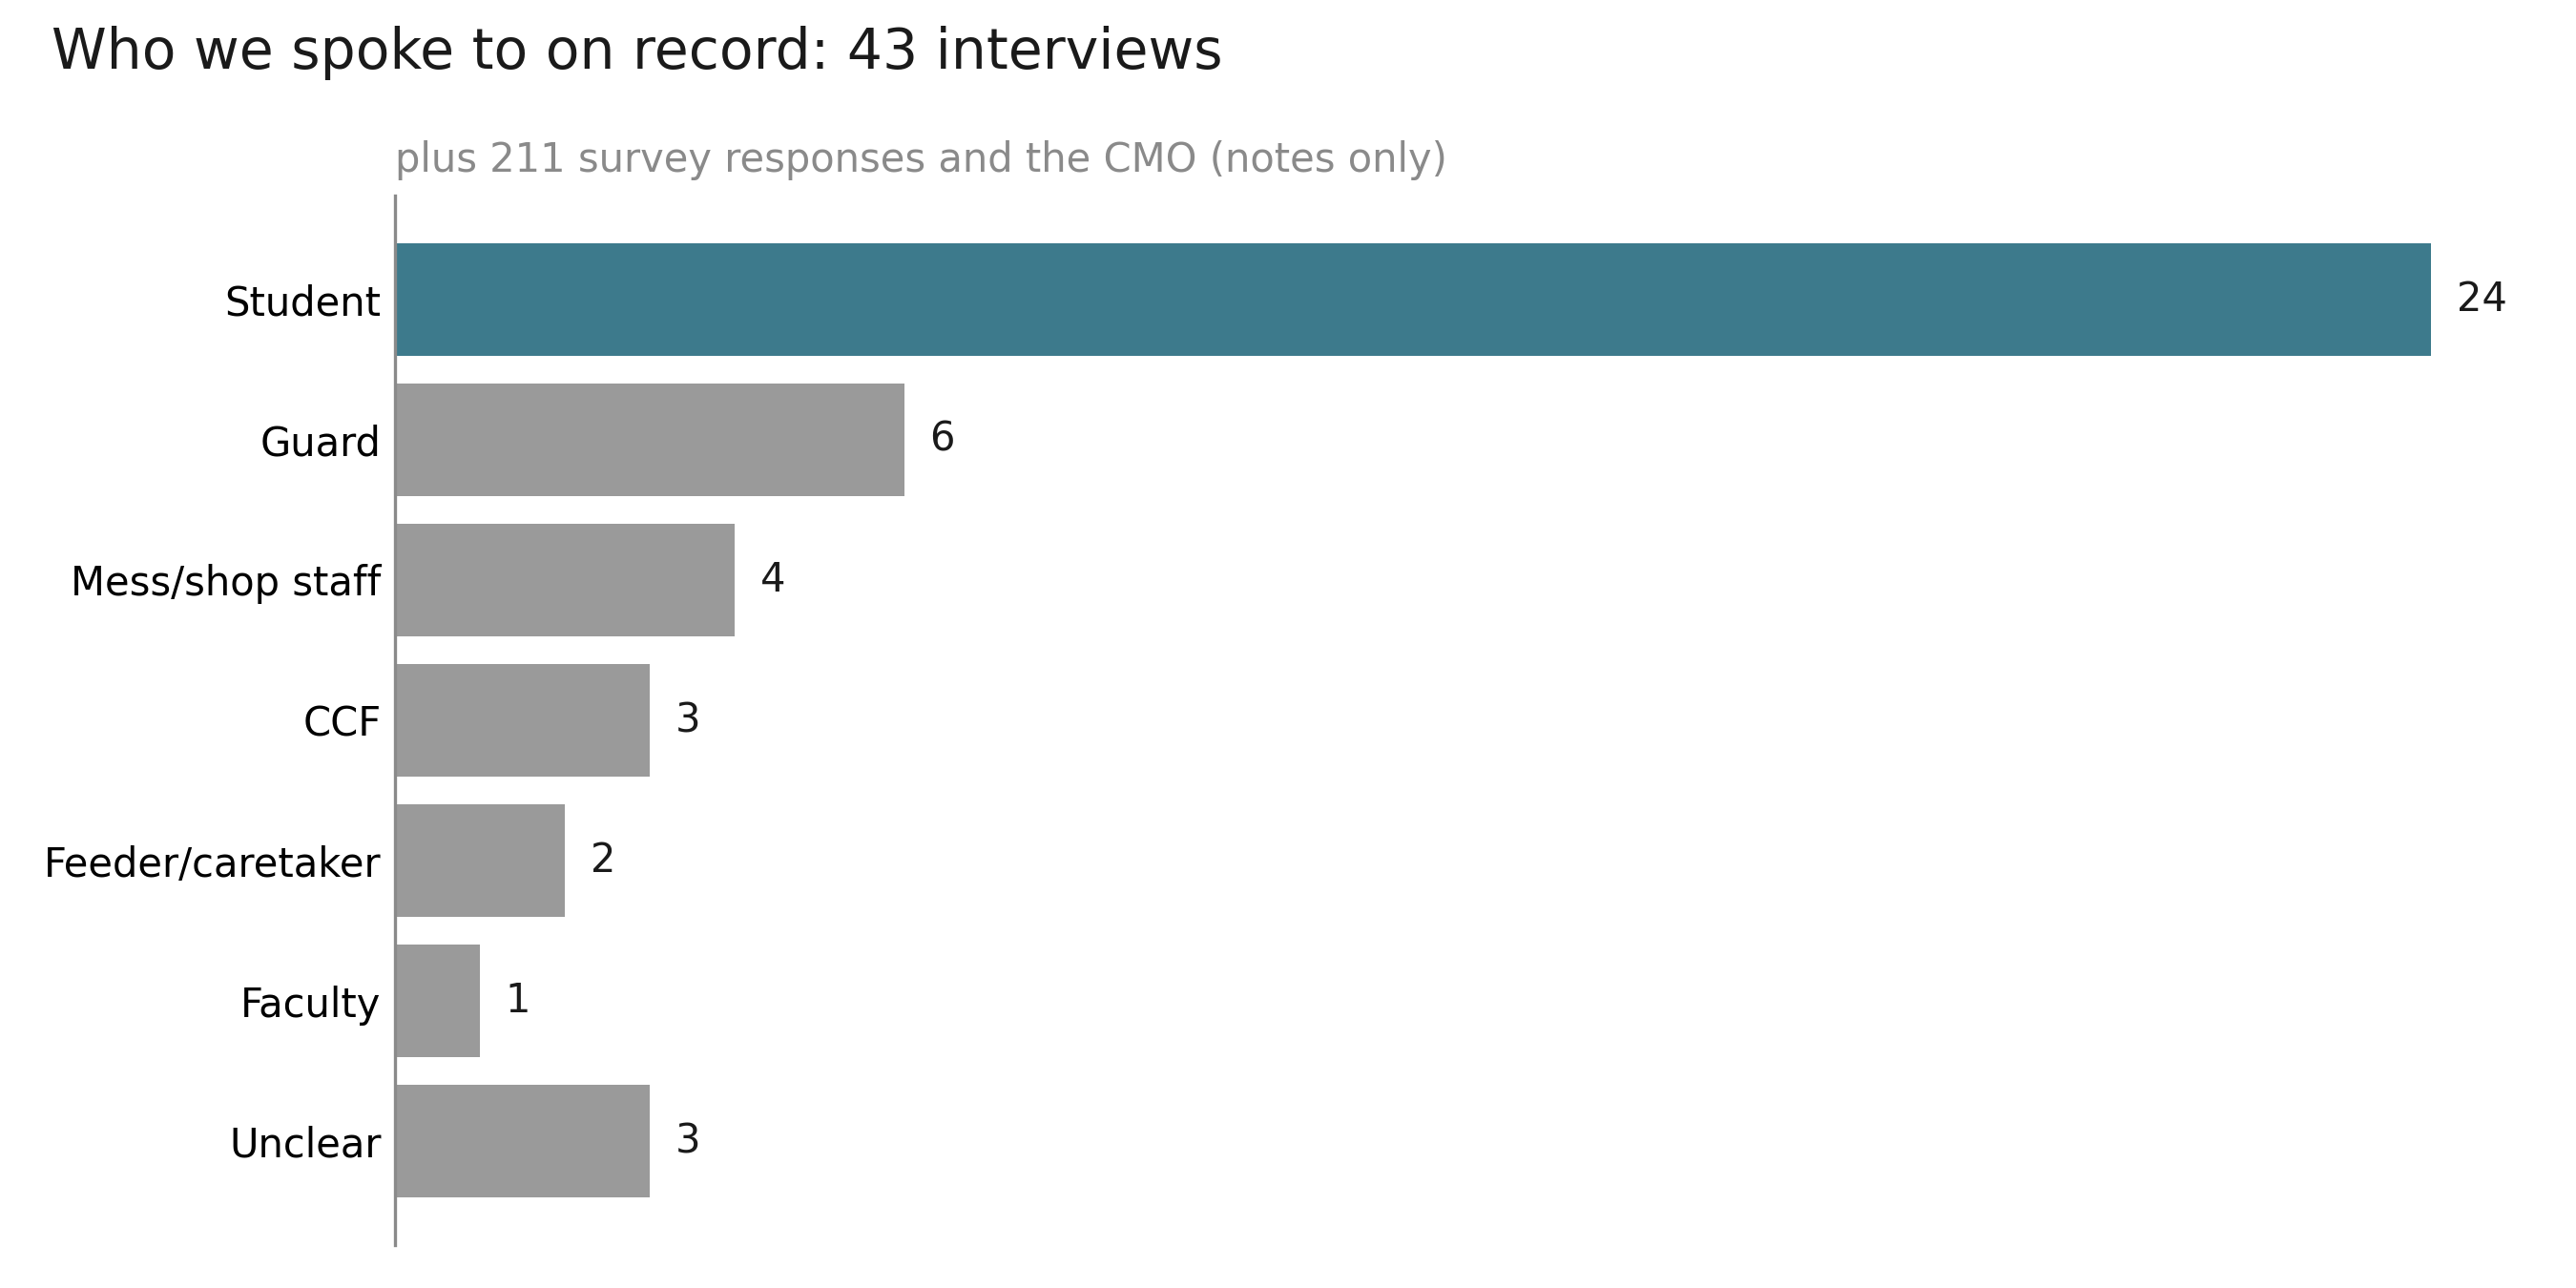 Who we spoke to on record: 43 interviews
plus 211 survey responses and the CMO (notes only)
Student 24
Guard 6
Mess/shop staff 4
CCF 3
Feeder/caretaker 2
Faculty 1
Unclear 3